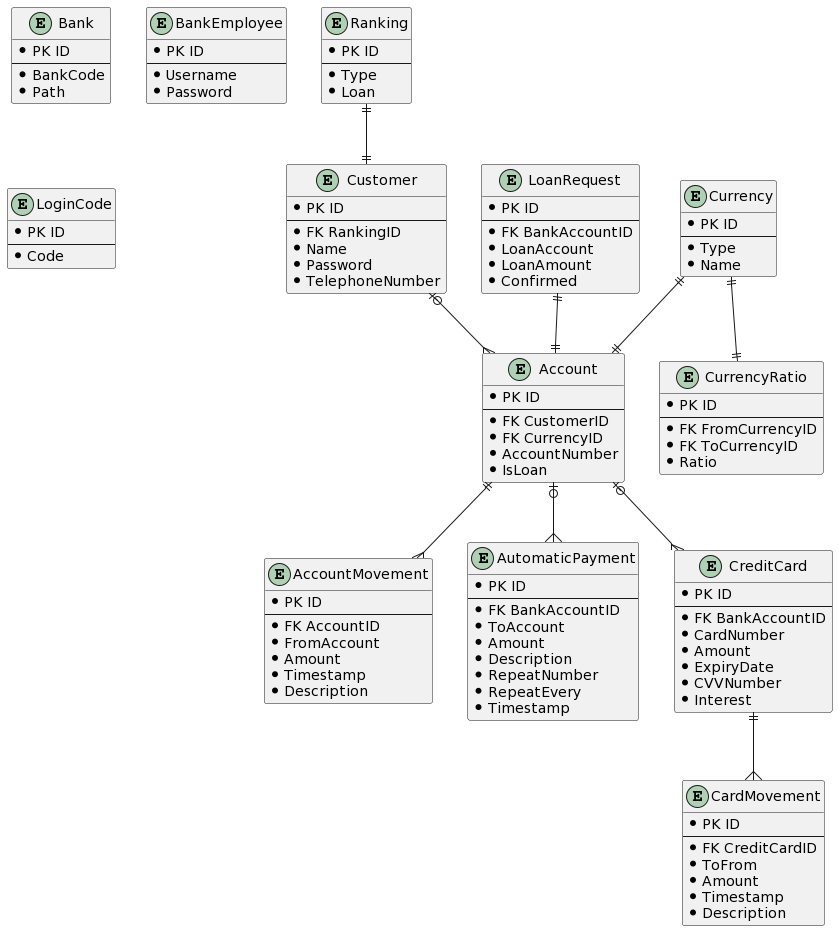 E Bank
PK ID
BankCode
Path
E BankEmployee
PK ID
Username
Password
E Ranking
PK ID
Type
Loan
E LoginCode
PK ID
Code
E Customer
PK ID
FK RankingID
Name
Password
TelephoneNumber
E LoanRequest
PK ID
FK BankAccountID
LoanAccount
LoanAmount
Confirmed
E Currency
PK ID
Type
Name
E Account
PK ID
FK CustomerID
FK CurrencyID
AccountNumber
IsLoan
E CurrencyRatio
PK ID
FK FromCurrencyID
FK ToCurrencyID
Ratio
E AccountMovement
PK ID
FK AccountID
FromAccount
Amount
Timestamp
Description
E AutomaticPayment
PK ID
FK BankAccountID
ToAccount
Amount
Description
RepeatNumber
RepeatEvery
Timestamp
E CreditCard
PK ID
FK BankAccountID
CardNumber
Amount
ExpiryDate
CVVNumber
Interest
E CardMovement
PK ID
FK CreditCardID
ToFrom
Amount
Timestamp
Description